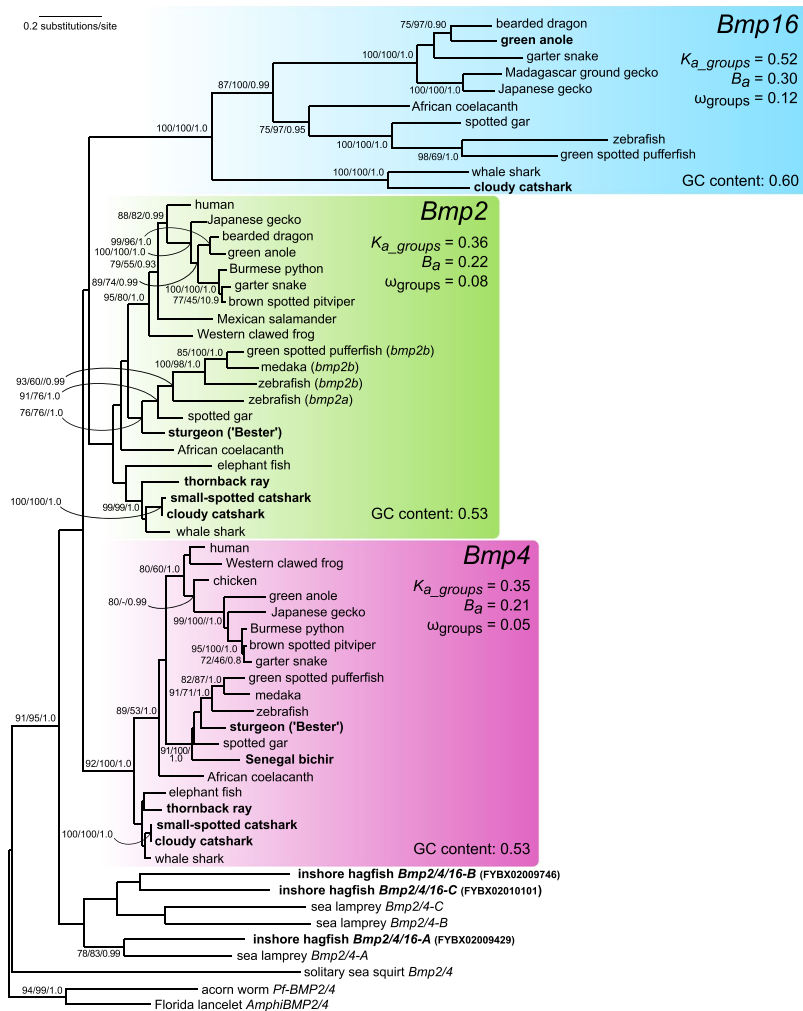 0.2 substitutions/site
Bmp16
Ka_groups = 0.52
Ba = 0.30
ωgroups = 0.12
GC content: 0.60
75/97/0.90
bearded dragon
green anole
garter snake
100/100/1.0
Madagascar ground gecko
100/100/1.0
Japanese gecko
87/100/0.99
African coelacanth
75/97/0.95
spotted gar
100/100/1.0
zebrafish
98/69/1.0
green spotted pufferfish
100/100/1.0
100/100/1.0
whale shark
cloudy catshark
Bmp2
Ka_groups = 0.36
Ba = 0.22
ωgroups = 0.08
GC content: 0.53
human
88/82/0.99
Japanese gecko
99/96/1.0
bearded dragon
100/100/1.0
green anole
79/55/0.93
Burmese python
89/74/0.99
100/100/1.0
garter snake
77/45/10.9
brown spotted pitviper
95/80/1.0
Mexican salamander
Western clawed frog
85/100/1.0
green spotted pufferfish (bmp2b)
100/98/1.0
medaka (bmp2b)
93/60//0.99
zebrafish (bmp2b)
91/76/1.0
zebrafish (bmp2a)
76/76//1.0
spotted gar
sturgeon ('Bester')
African coelacanth
elephant fish
thornback ray
100/100/1.0
small-spotted catshark
99/99/1.0
cloudy catshark
whale shark
Bmp4
Ka_groups = 0.35
Ba = 0.21
ωgroups = 0.05
GC content: 0.53
human
80/60/1.0
Western clawed frog
chicken
80/-/0.99
green anole
99/100//1.0
Japanese gecko
Burmese python
95/100/1.0
brown spotted pitviper
72/46/0.8
garter snake
82/87/1.0
green spotted pufferfish
91/71/1.0
medaka
zebrafish
89/53/1.0
sturgeon ('Bester')
91/100/
1.0
spotted gar
Senegal bichir
92/100/1.0
African coelacanth
elephant fish
thornback ray
small-spotted catshark
100/100/1.0
cloudy catshark
whale shark
91/95/1.0
inshore hagfish Bmp2/4/16-B (FYBX02009746)
inshore hagfish Bmp2/4/16-C (FYBX02010101)
sea lamprey Bmp2/4-C
sea lamprey Bmp2/4-B
inshore hagfish Bmp2/4/16-A (FYBX02009429)
78/83/0.99
sea lamprey Bmp2/4-A
solitary sea squirt Bmp2/4
94/99/1.0
acorn worm Pf-BMP2/4
Florida lancelet AmphiBMP2/4